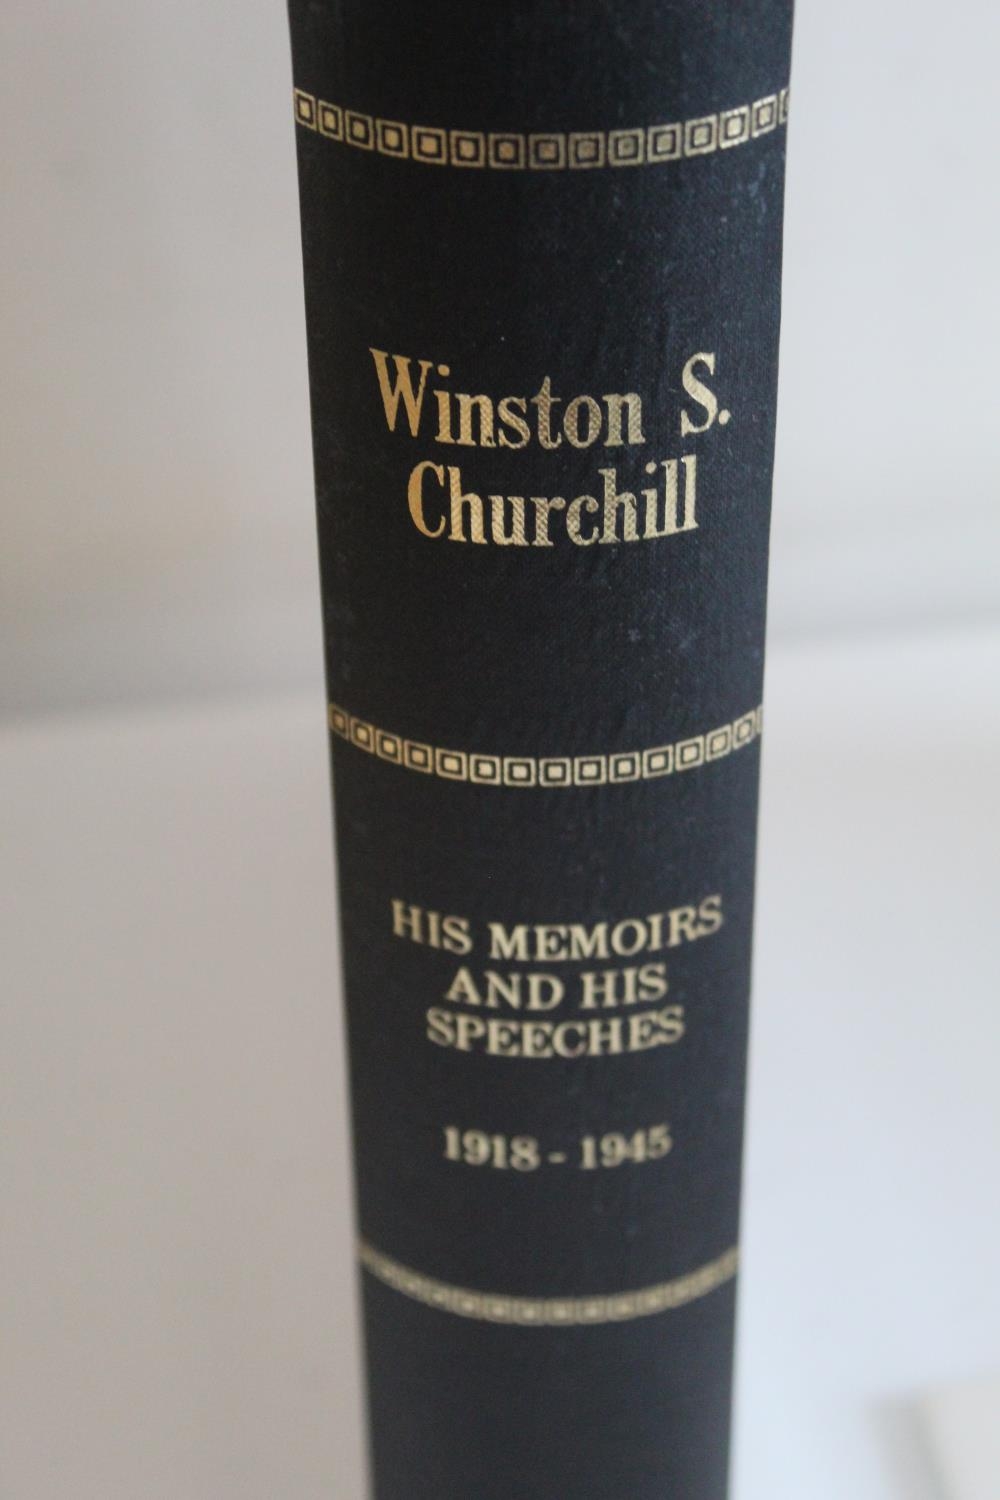 Winston S.
Churchill
HIS MEMOIRS
AND HIS
SPEECHES
1918 - 1945